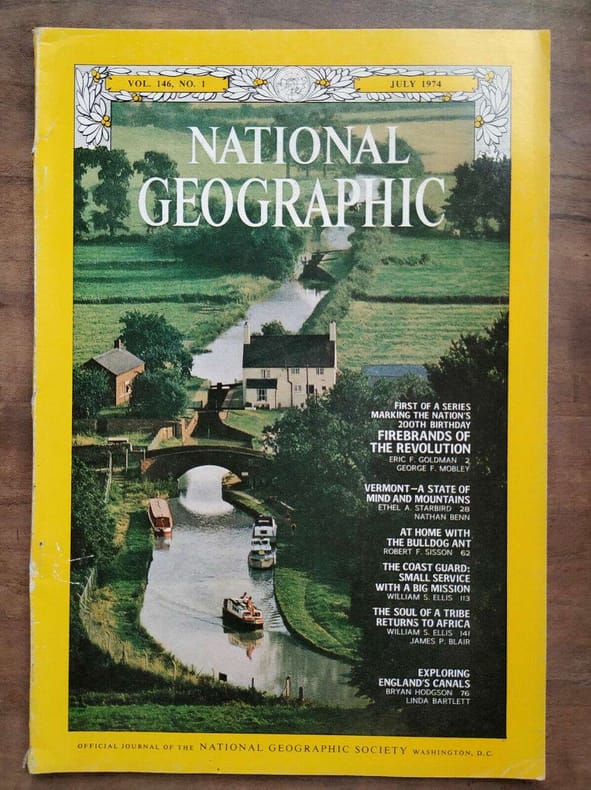 VOL. 146, NO. 1
JULY 1974
NATIONAL
GEOGRAPHIC
FIRST OF A SERIES
MARKING THE NATION'S
200TH BIRTHDAY
FIREBRANDS OF
THE REVOLUTION
ERIC F. GOLDMAN 2
GEORGE F. MOBLEY
VERMONT—A STATE OF
MIND AND MOUNTAINS
ETHEL A. STARBIRD 28
NATHAN BENN
AT HOME WITH
THE BULLDOG ANT
ROBERT F. SISSON 62
THE COAST GUARD:
SMALL SERVICE
WITH A BIG MISSION
WILLIAM S. ELLIS 113
THE SOUL OF A TRIBE
RETURNS TO AFRICA
WILLIAM S. ELLIS 141
JAMES P. BLAIR
EXPLORING
ENGLAND'S CANALS
BRYAN HODGSON 76
LINDA BARTLETT
OFFICIAL JOURNAL OF THE NATIONAL GEOGRAPHIC SOCIETY WASHINGTON, D.C.